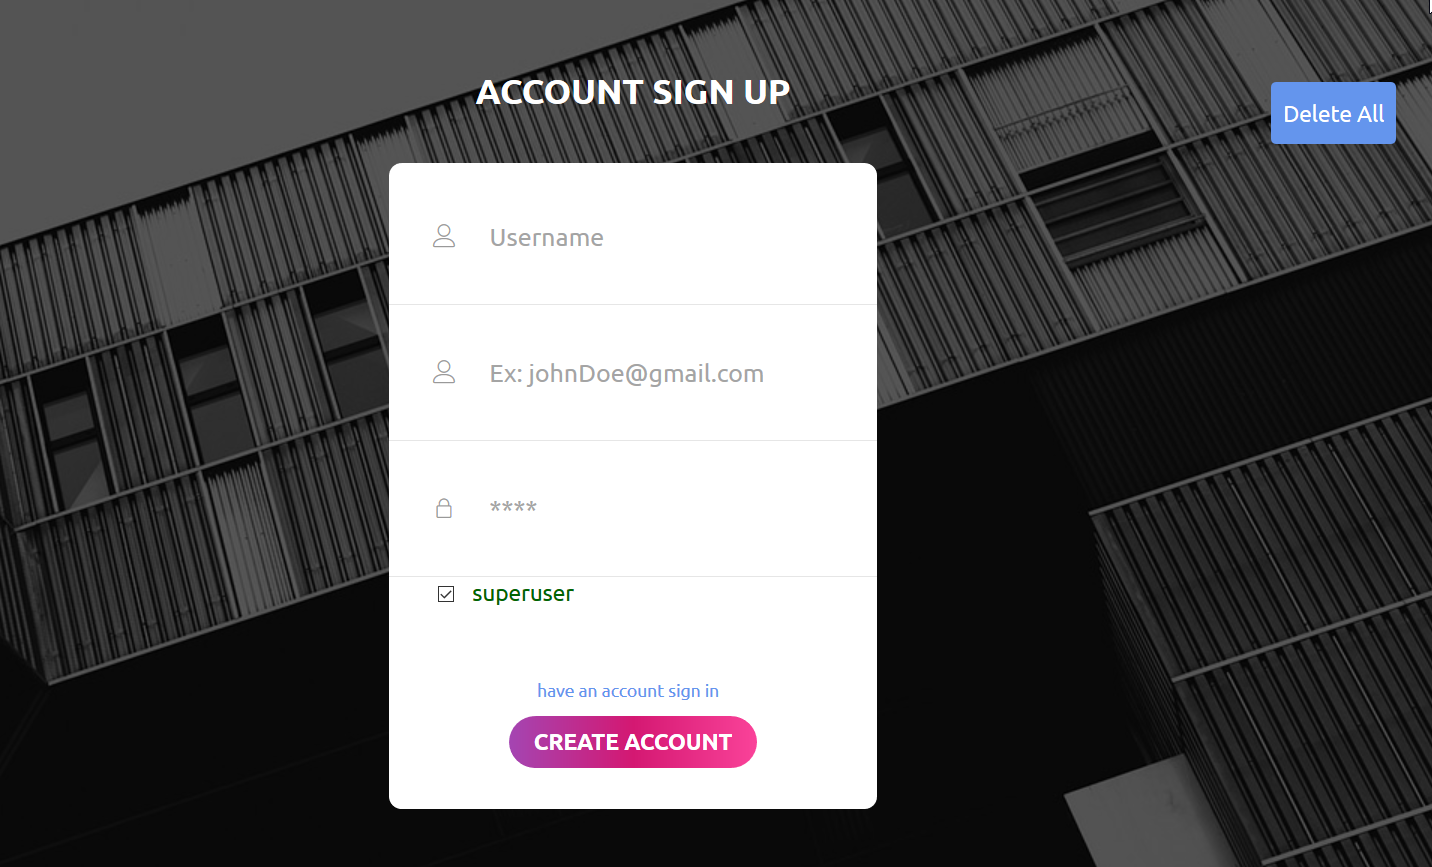 ACCOUNT SIGN UP
Delete All
Username
Ex: johnDoe@gmail.com
****
superuser
have an account sign in
CREATE ACCOUNT